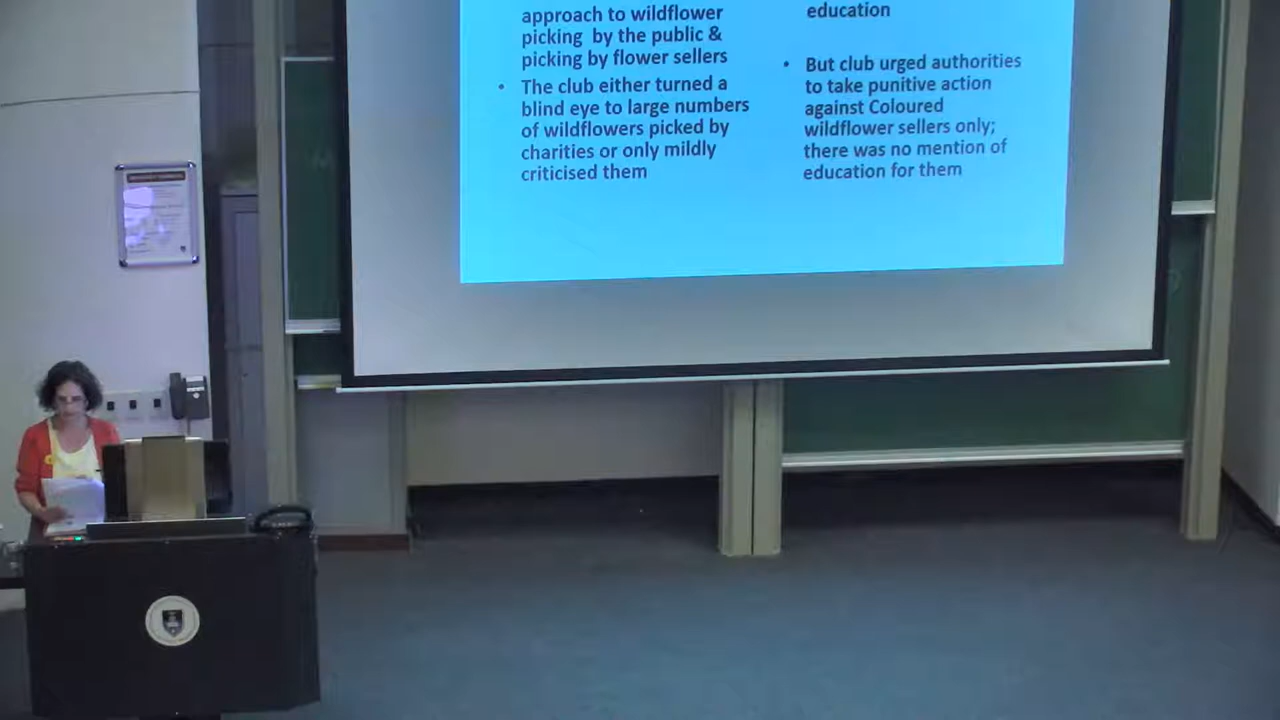 approach to wildflower
picking by the public &
picking by flower sellers
• The club either turned a
blind eye to large numbers
of wildflowers picked by
charities or only mildly
criticised them
education
• But club urged authorities
to take punitive action
against Coloured
wildflower sellers only;
there was no mention of
education for them